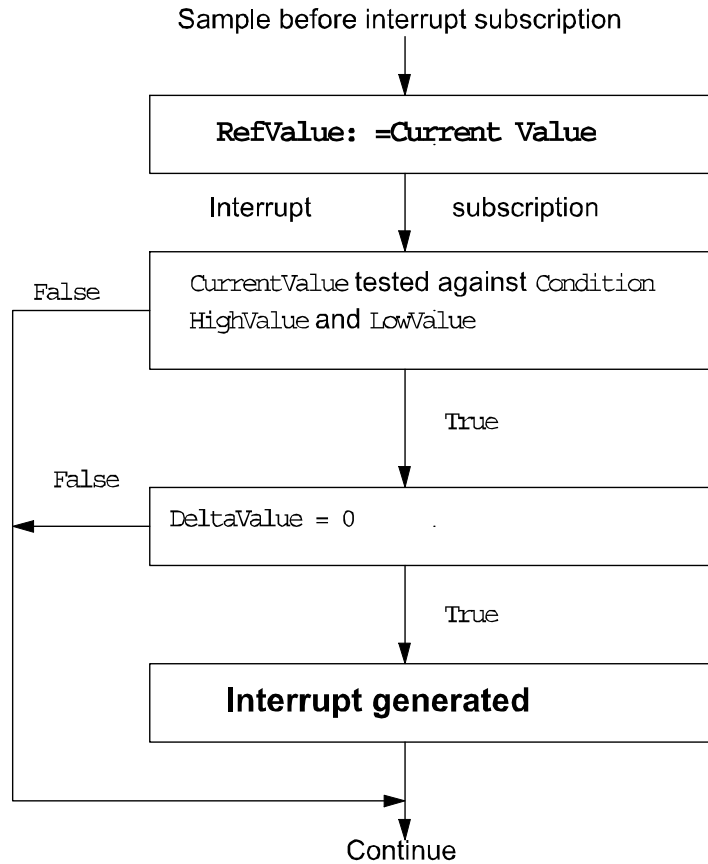 Sample before interrupt subscription
RefValue: =Current Value
Interrupt subscription
False
CurrentValue tested against Condition
HighValue and LowValue
True
False
DeltaValue = 0
True
Interrupt generated
Continue